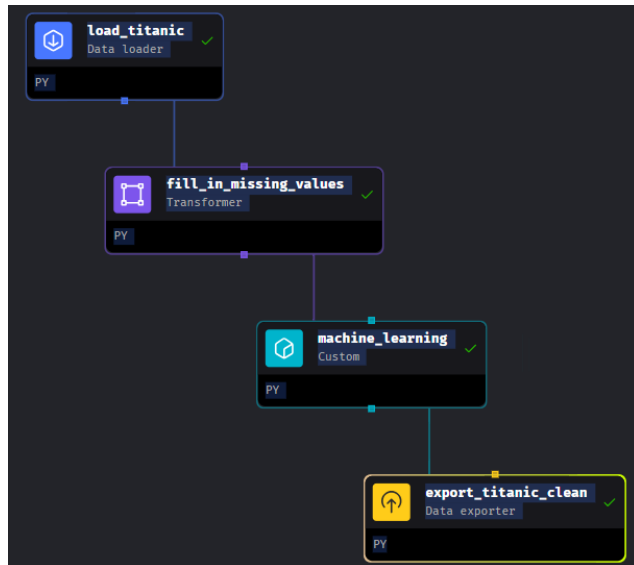 load_titanic
Data loader
PY
fill_in_missing_values
Transformer
PY
machine_learning
Custom
PY
export_titanic_clean
Data exporter
PY